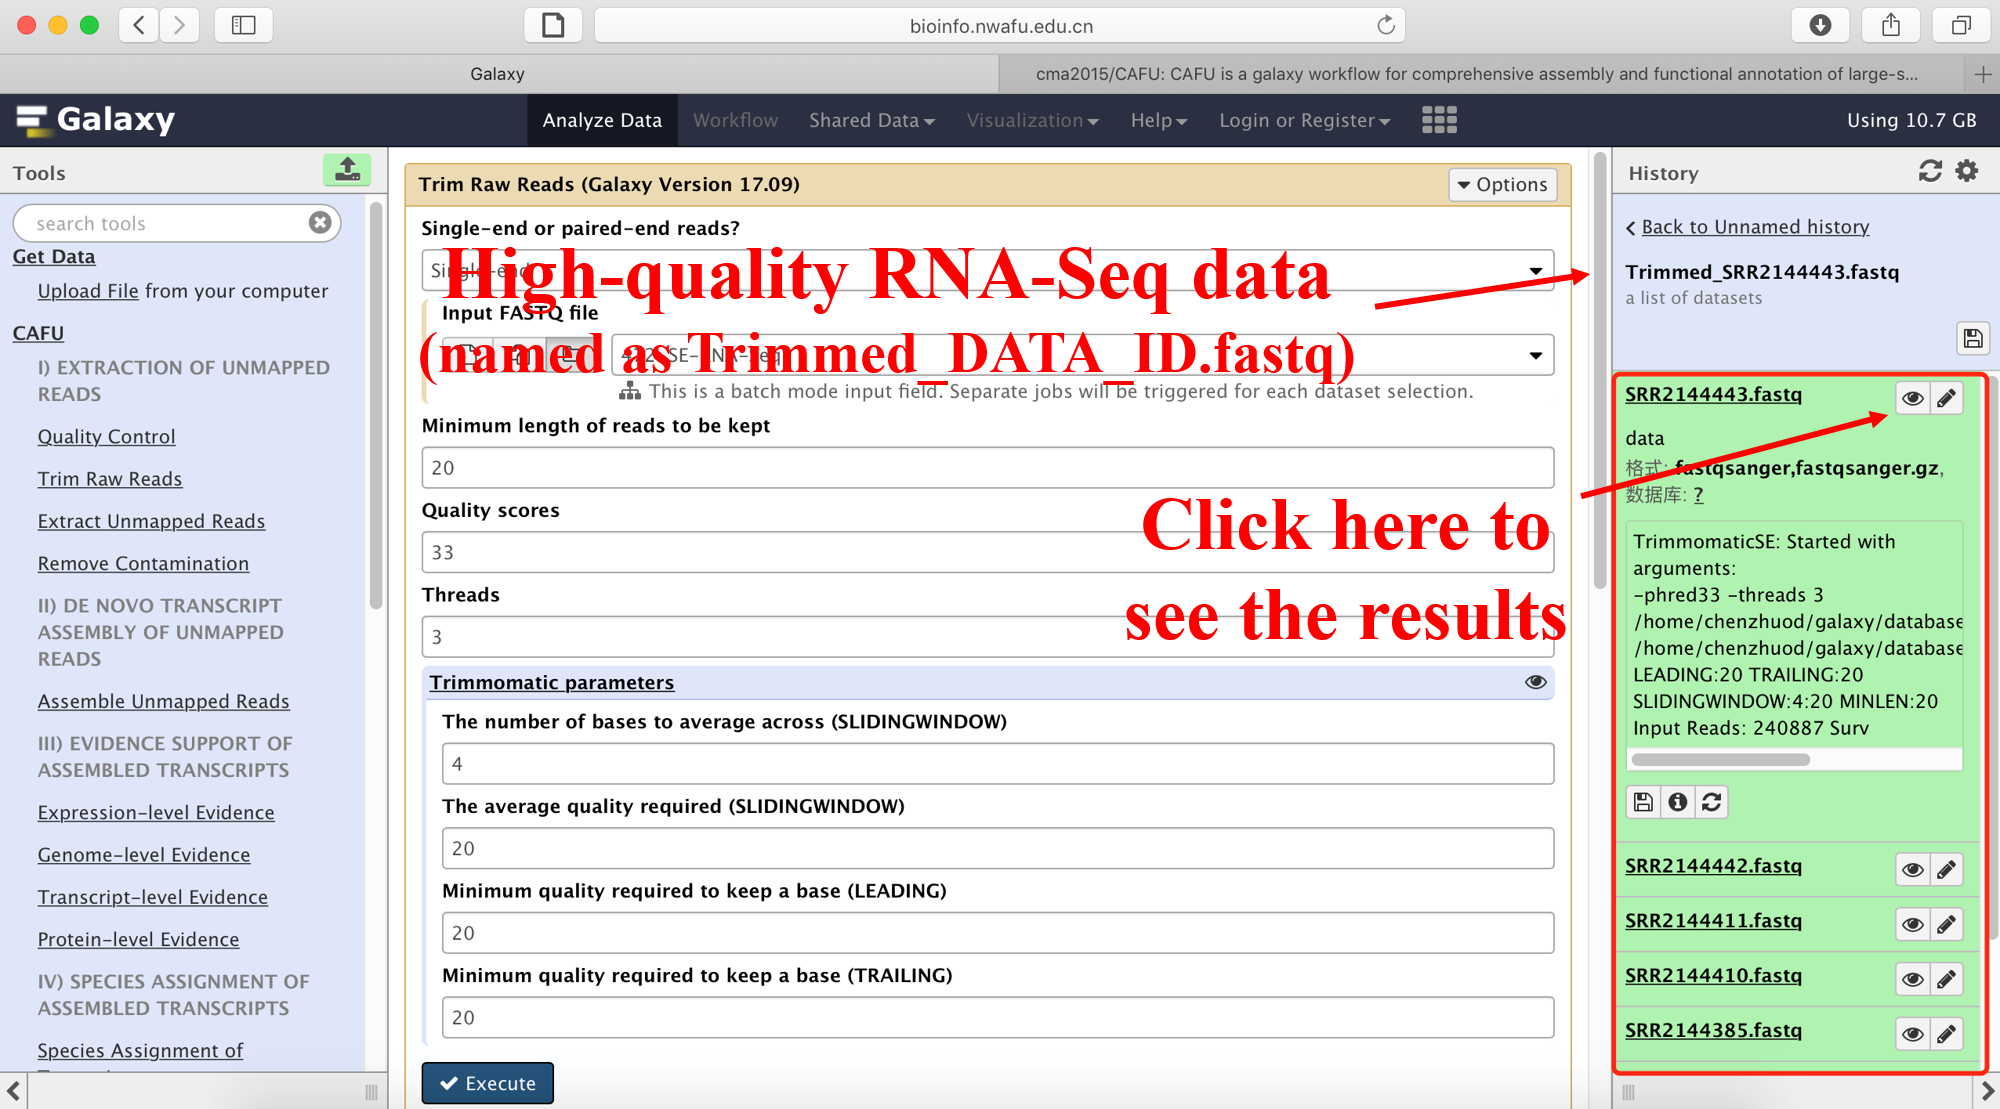 bioinfo.nwafu.edu.cn
Galaxy
cma2015/CAFU: CAFU is a galaxy workflow for comprehensive assembly and functional annotation of large-s...
Galaxy
Analyze Data
Workflow
Shared Data
Visualization
Help
Login or Register
Using 10.7 GB
Tools
search tools
Get Data
Upload File from your computer
CAFU
I) EXTRACTION OF UNMAPPED
READS
Quality Control
Trim Raw Reads
Extract Unmapped Reads
Remove Contamination
II) DE NOVO TRANSCRIPT
ASSEMBLY OF UNMAPPED
READS
Assemble Unmapped Reads
III) EVIDENCE SUPPORT OF
ASSEMBLED TRANSCRIPTS
Expression-level Evidence
Genome-level Evidence
Transcript-level Evidence
Protein-level Evidence
IV) SPECIES ASSIGNMENT OF
ASSEMBLED TRANSCRIPTS
Species Assignment of
Trim Raw Reads (Galaxy Version 17.09)
Options
Single-end or paired-end reads?
Single-end
High-quality RNA-Seq data
Input FASTQ file
(named as Trimmed_DATA_ID.fastq)
This is a batch mode input field. Separate jobs will be triggered for each dataset selection.
Minimum length of reads to be kept
20
Quality scores
33
Click here to
see the results
Threads
3
Trimmomatic parameters
The number of bases to average across (SLIDINGWINDOW)
4
The average quality required (SLIDINGWINDOW)
20
Minimum quality required to keep a base (LEADING)
20
Minimum quality required to keep a base (TRAILING)
20
Execute
History
Back to Unnamed history
Trimmed_SRR2144443.fastq
a list of datasets
SRR2144443.fastq
data
格式: fastqsanger,fastqsanger.gz,
数据库: ?
TrimmomaticSE: Started with
arguments:
-phred33 -threads 3
/home/chenzhuod/galaxy/database
/home/chenzhuod/galaxy/database
LEADING:20 TRAILING:20
SLIDINGWINDOW:4:20 MINLEN:20
Input Reads: 240887 Surv
SRR2144442.fastq
SRR2144411.fastq
SRR2144410.fastq
SRR2144385.fastq